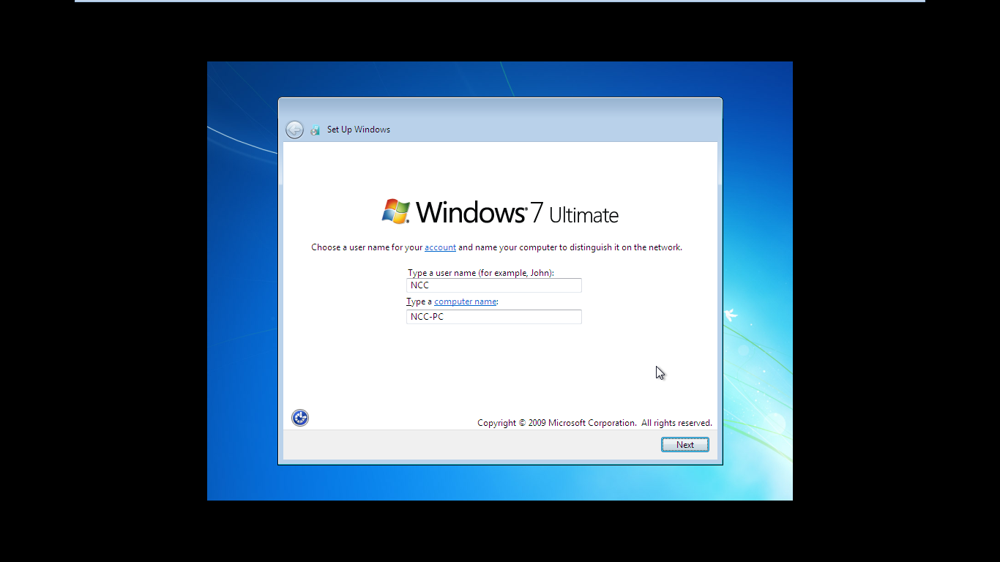 Set Up Windows
Windows® 7 Ultimate
Choose a user name for your account and name your computer to distinguish it on the network.
Type a user name (for example, John):
NCC
Type a computer name:
NCC-PC
Copyright © 2009 Microsoft Corporation. All rights reserved.
Next